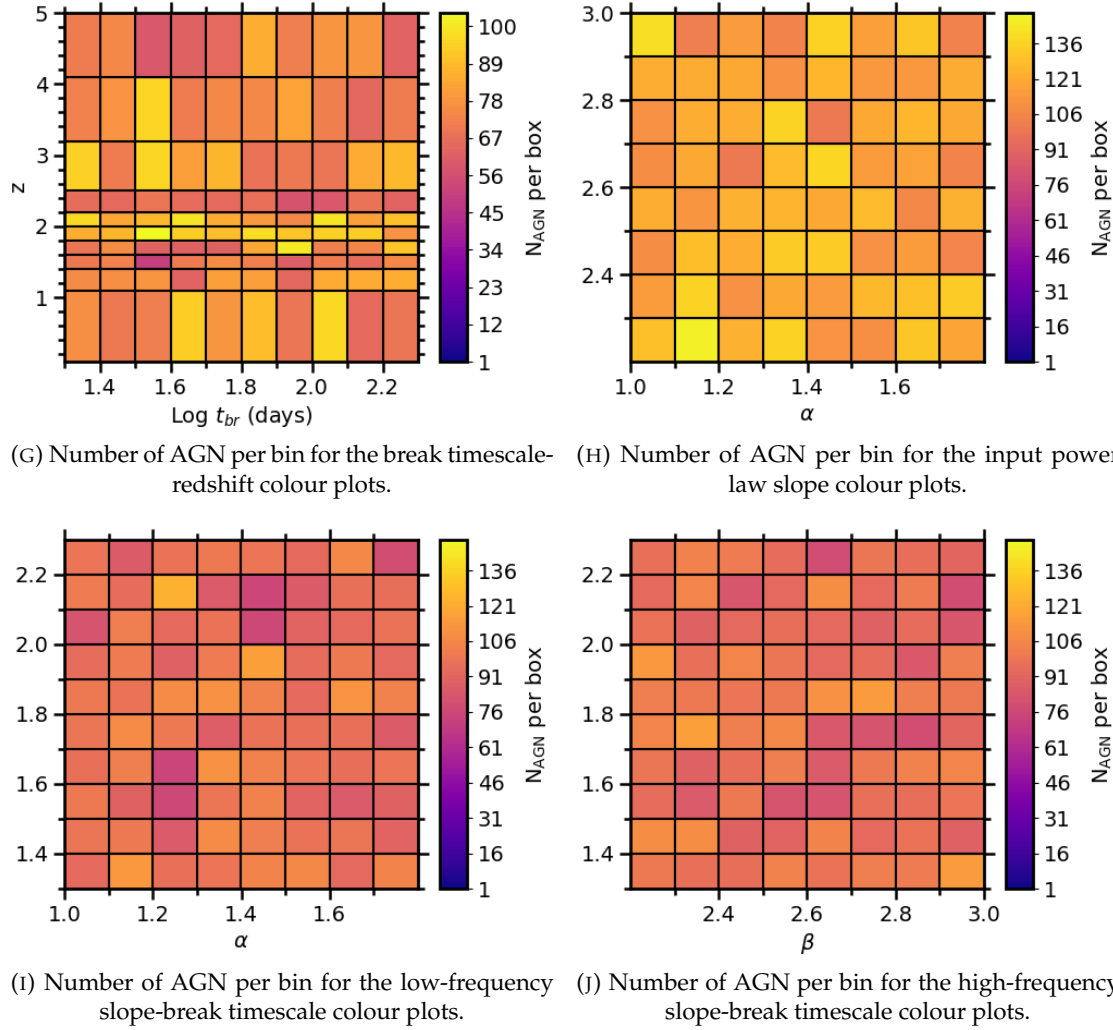 5
4
3
2
1
z
1.4 1.6 1.8 2.0 2.2
Log t_br (days)
100
89
78
67
56
45
34
23
12
1
N_AGN per box
(G) Number of AGN per bin for the break timescale-
redshift colour plots.
3.0
2.8
2.6
2.4
1.0 1.2 1.4 1.6
α
136
121
106
91
76
61
46
31
16
1
N_AGN per box
(H) Number of AGN per bin for the input power
law slope colour plots.
2.2
2.0
1.8
1.6
1.4
1.0 1.2 1.4 1.6
α
136
121
106
91
76
61
46
31
16
1
N_AGN per box
(I) Number of AGN per bin for the low-frequency
slope-break timescale colour plots.
2.2
2.0
1.8
1.6
1.4
2.4 2.6 2.8 3.0
β
136
121
106
91
76
61
46
31
16
1
N_AGN per box
(J) Number of AGN per bin for the high-frequency
slope-break timescale colour plots.